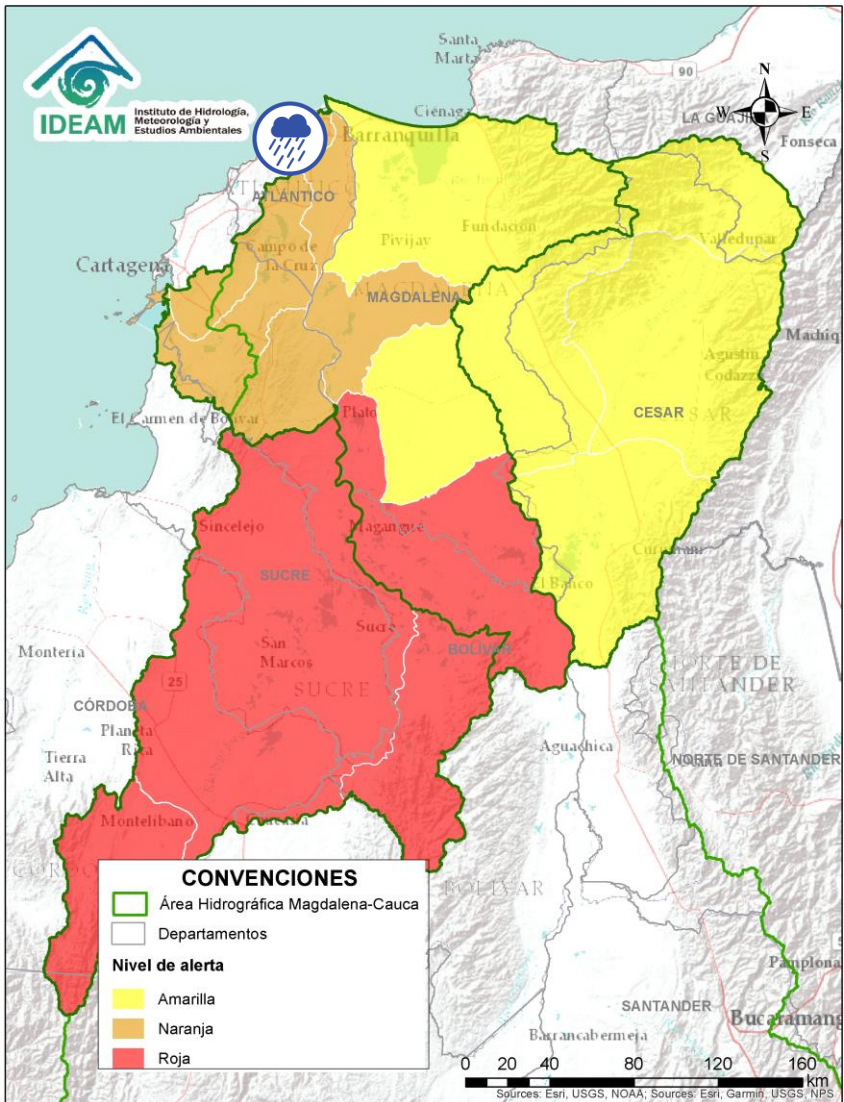 IDEAM
Instituto de Hidrología,
Meteorología y
Estudios Ambientales
Santa
Marta
90
N
W
E
S
Ciénaga
LA GUAJIRA
Fonseca
Barranquilla
ATLÁNTICO
Fundación
Valledupar
Pivijay
Campo de
la Cruz
Cartagena
MAGDALENA
Machiq
Agustín
Codazzi
Plato
El Carmen de Bolívar
CESAR
Sincelejo
Magangue
SUCRE
El Banco
Sucre
San
Marcos
BOLÍVAR
Montería
SUCRE
NORTE DE
SANTANDER
25
CÓRDOBA
Planeta
Rica
Aguachica
Tierra
Alta
NORTE DE SANTANDER
Montelibano
BOLÍVAR
CONVENCIONES
Área Hidrográfica Magdalena-Cauca
Departamentos
Nivel de alerta
Amarilla
Naranja
Roja
Pamplona
SANTANDER
Bucaramang
Barrancabermeja
0 20 40 80 120 160
km
Sources: Esri, USGS, NOAA; Sources: Esri, Garmin, USGS, NPS